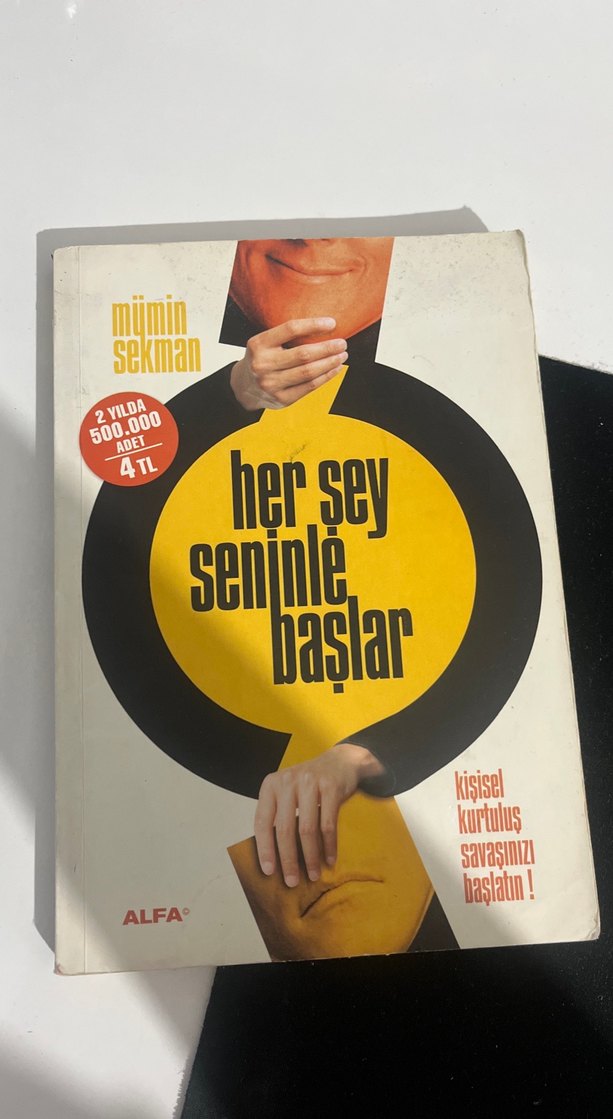 mümin
sekman
2 YILDA
500.000
ADET
4 TL
her şey
seninle
başlar
kişisel
kurtuluş
savaşınızı
başlatın !
ALFA©